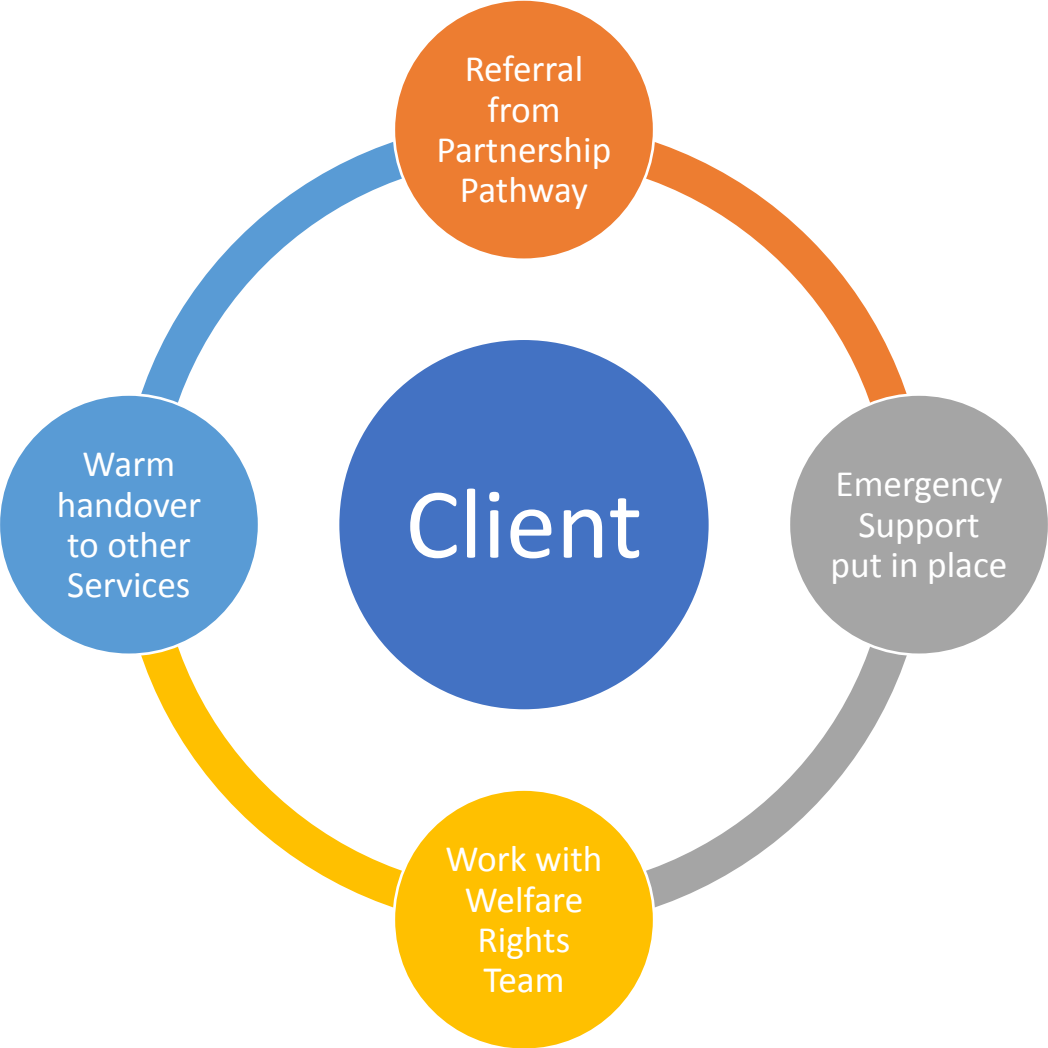 Referral
from
Partnership
Pathway
Emergency
Support
put in place
Work with
Welfare
Rights
Team
Warm
handover
to other
Services
Client